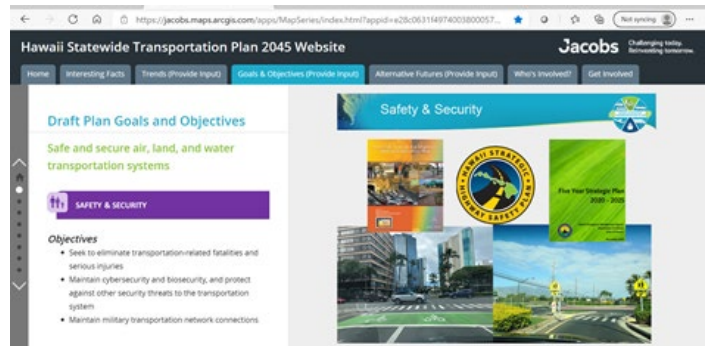 https://jacobs.maps.arcgis.com/apps/MapSeries/index.html?appid=e28c0631f4974003800057...
Not syncing
Hawaii Statewide Transportation Plan 2045 Website
Jacobs
Challenging today.
Reinventing tomorrow.
Home
Interesting Facts
Trends (Provide Input)
Goals & Objectives (Provide Input)
Alternative Futures (Provide Input)
Who's Involved?
Get Involved
Draft Plan Goals and Objectives
Safe and secure air, land, and water
transportation systems
SAFETY & SECURITY
Objectives
• Seek to eliminate transportation-related fatalities and
serious injuries
• Maintain cybersecurity and biosecurity, and protect
against other security threats to the transportation
system
• Maintain military transportation network connections
Safety & Security
HAWAII STRATEGIC
HIGHWAY SAFETY PLAN
Five Year Strategic Plan
2020 - 2025